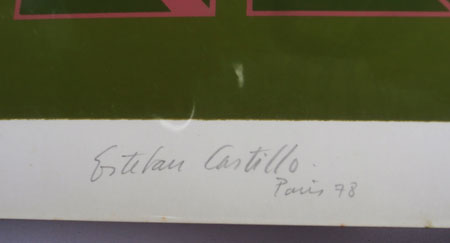 Esteban Castillo.
Paris 78